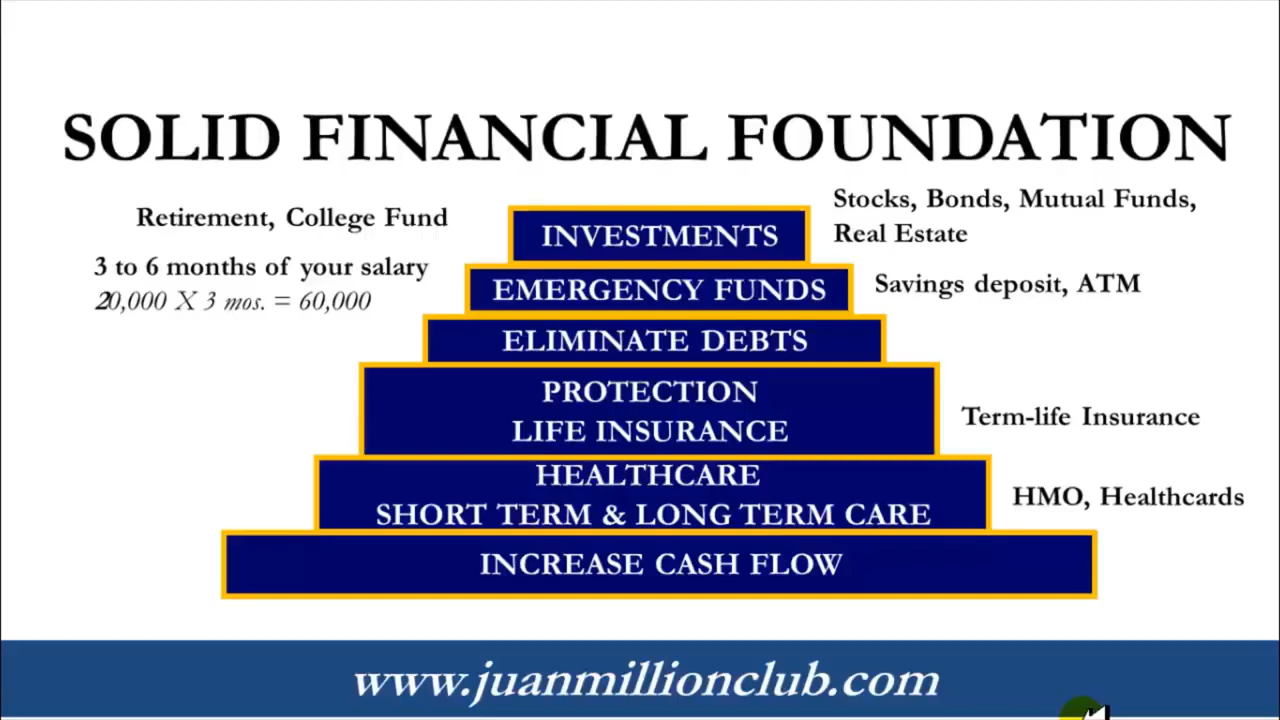 SOLID FINANCIAL FOUNDATION
Retirement, College Fund
INVESTMENTS
Stocks, Bonds, Mutual Funds,
Real Estate
3 to 6 months of your salary
20,000 X 3 mos. = 60,000
EMERGENCY FUNDS
Savings deposit, ATM
ELIMINATE DEBTS
PROTECTION
LIFE INSURANCE
Term-life Insurance
HEALTHCARE
SHORT TERM & LONG TERM CARE
HMO, Healthcards
INCREASE CASH FLOW
www.juanmillionclub.com